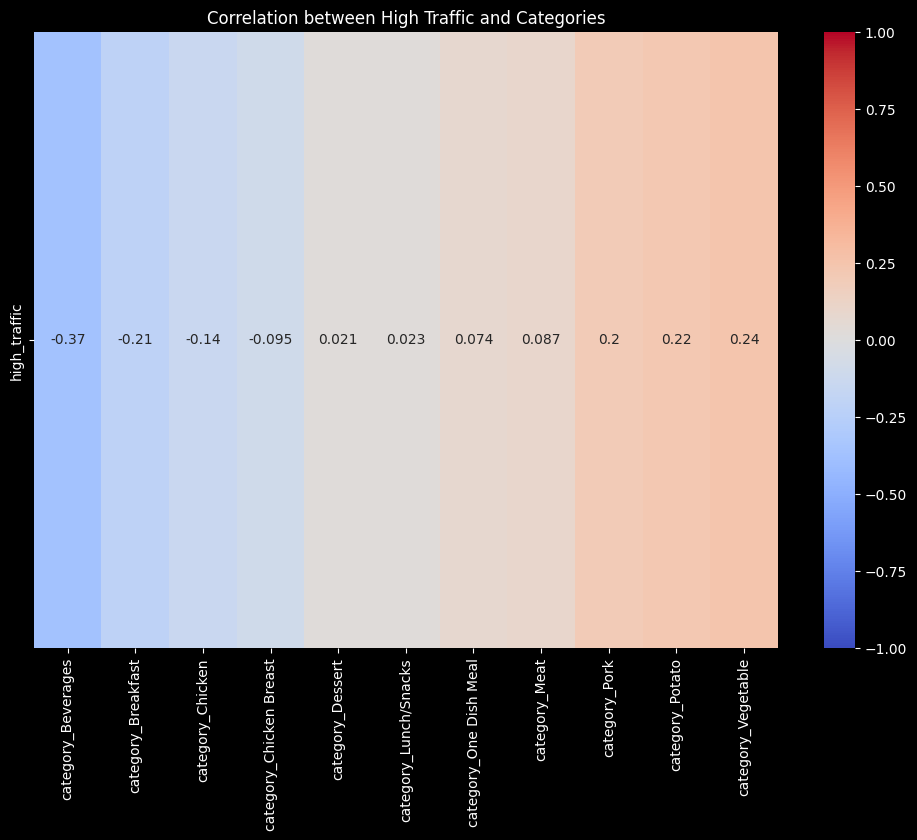 Correlation between High Traffic and Categories
high_traffic
-0.37 -0.21 -0.14 -0.095 0.021 0.023 0.074 0.087 0.2 0.22 0.24
category_Beverages
category_Breakfast
category_Chicken
category_Chicken Breast
category_Dessert
category_Lunch/Snacks
category_One Dish Meal
category_Meat
category_Pork
category_Potato
category_Vegetable
1.00
0.75
0.50
0.25
0.00
−0.25
−0.50
−0.75
−1.00